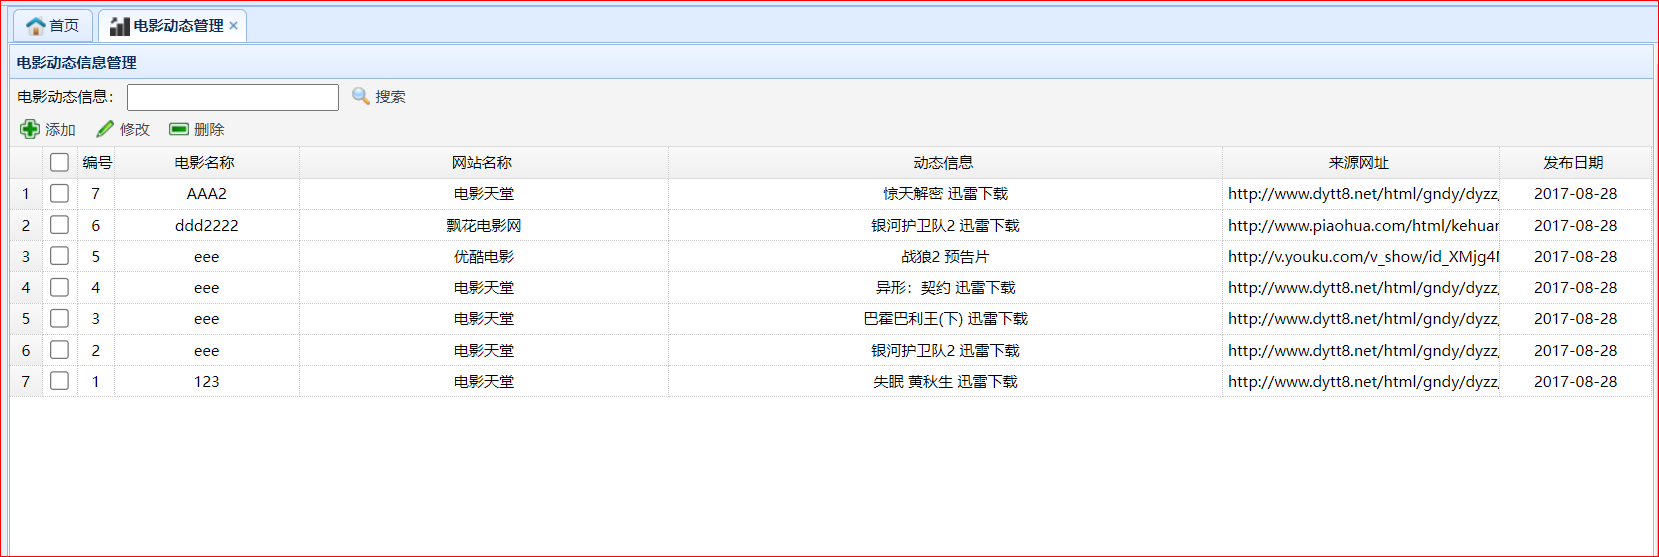 首页 电影动态管理
电影动态信息管理
电影动态信息： 搜索
添加 修改 删除
编号 电影名称 网站名称 动态信息 来源网址 发布日期
1 7 AAA2 电影天堂 惊天解密 迅雷下载 http://www.dytt8.net/html/gndy/dyzz, 2017-08-28
2 6 ddd2222 飘花电影网 银河护卫队2 迅雷下载 http://www.piaohua.com/html/kehuar 2017-08-28
3 5 eee 优酷电影 战狼2 预告片 http://v.youku.com/v_show/id_XMjg4 2017-08-28
4 4 eee 电影天堂 异形：契约 迅雷下载 http://www.dytt8.net/html/gndy/dyzz, 2017-08-28
5 3 eee 电影天堂 巴霍巴利王(下) 迅雷下载 http://www.dytt8.net/html/gndy/dyzz, 2017-08-28
6 2 eee 电影天堂 银河护卫队2 迅雷下载 http://www.dytt8.net/html/gndy/dyzz, 2017-08-28
7 1 123 电影天堂 失眠 黄秋生 迅雷下载 http://www.dytt8.net/html/gndy/dyzz, 2017-08-28